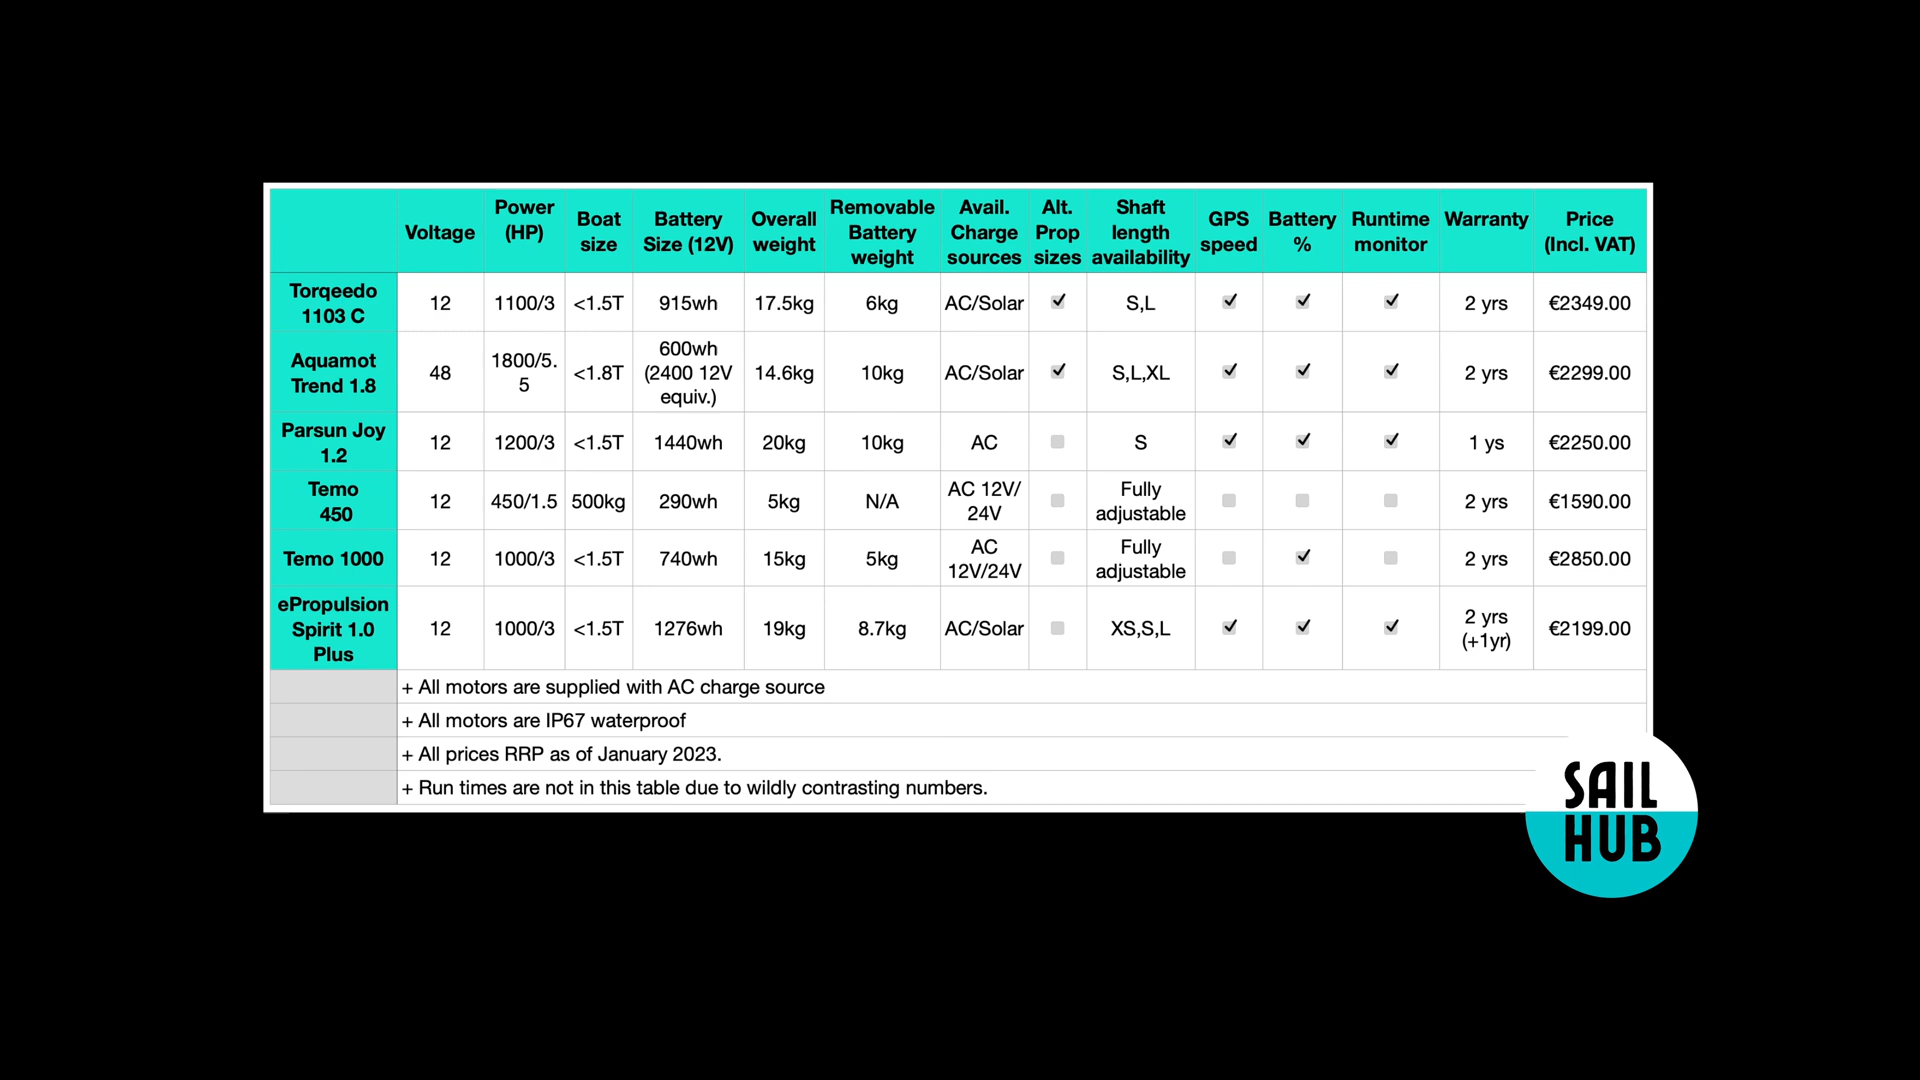 Voltage Power (HP) Boat size Battery Size (12V) Overall weight Removable Battery weight Avail. Charge sources Alt. Prop sizes Shaft length availability GPS speed Battery % Runtime monitor Warranty Price (Incl. VAT)
Torqeedo 1103 C 12 1100/3 <1.5T 915wh 17.5kg 6kg AC/Solar ✓ S,L ✓ ✓ ✓ 2 yrs €2349.00
Aquamot Trend 1.8 48 1800/5.5 <1.8T 600wh (2400 12V equiv.) 14.6kg 10kg AC/Solar ✓ S,L,XL ✓ ✓ ✓ 2 yrs €2299.00
Parsun Joy 1.2 12 1200/3 <1.5T 1440wh 20kg 10kg AC S ✓ ✓ ✓ 1 ys €2250.00
Temo 450 12 450/1.5 500kg 290wh 5kg N/A AC 12V/24V Fully adjustable 2 yrs €1590.00
Temo 1000 12 1000/3 <1.5T 740wh 15kg 5kg AC 12V/24V Fully adjustable ✓ 2 yrs €2850.00
ePropulsion Spirit 1.0 Plus 12 1000/3 <1.5T 1276wh 19kg 8.7kg AC/Solar XS,S,L ✓ ✓ ✓ 2 yrs (+1yr) €2199.00
+ All motors are supplied with AC charge source
+ All motors are IP67 waterproof
+ All prices RRP as of January 2023.
+ Run times are not in this table due to wildly contrasting numbers.
SAIL
HUB